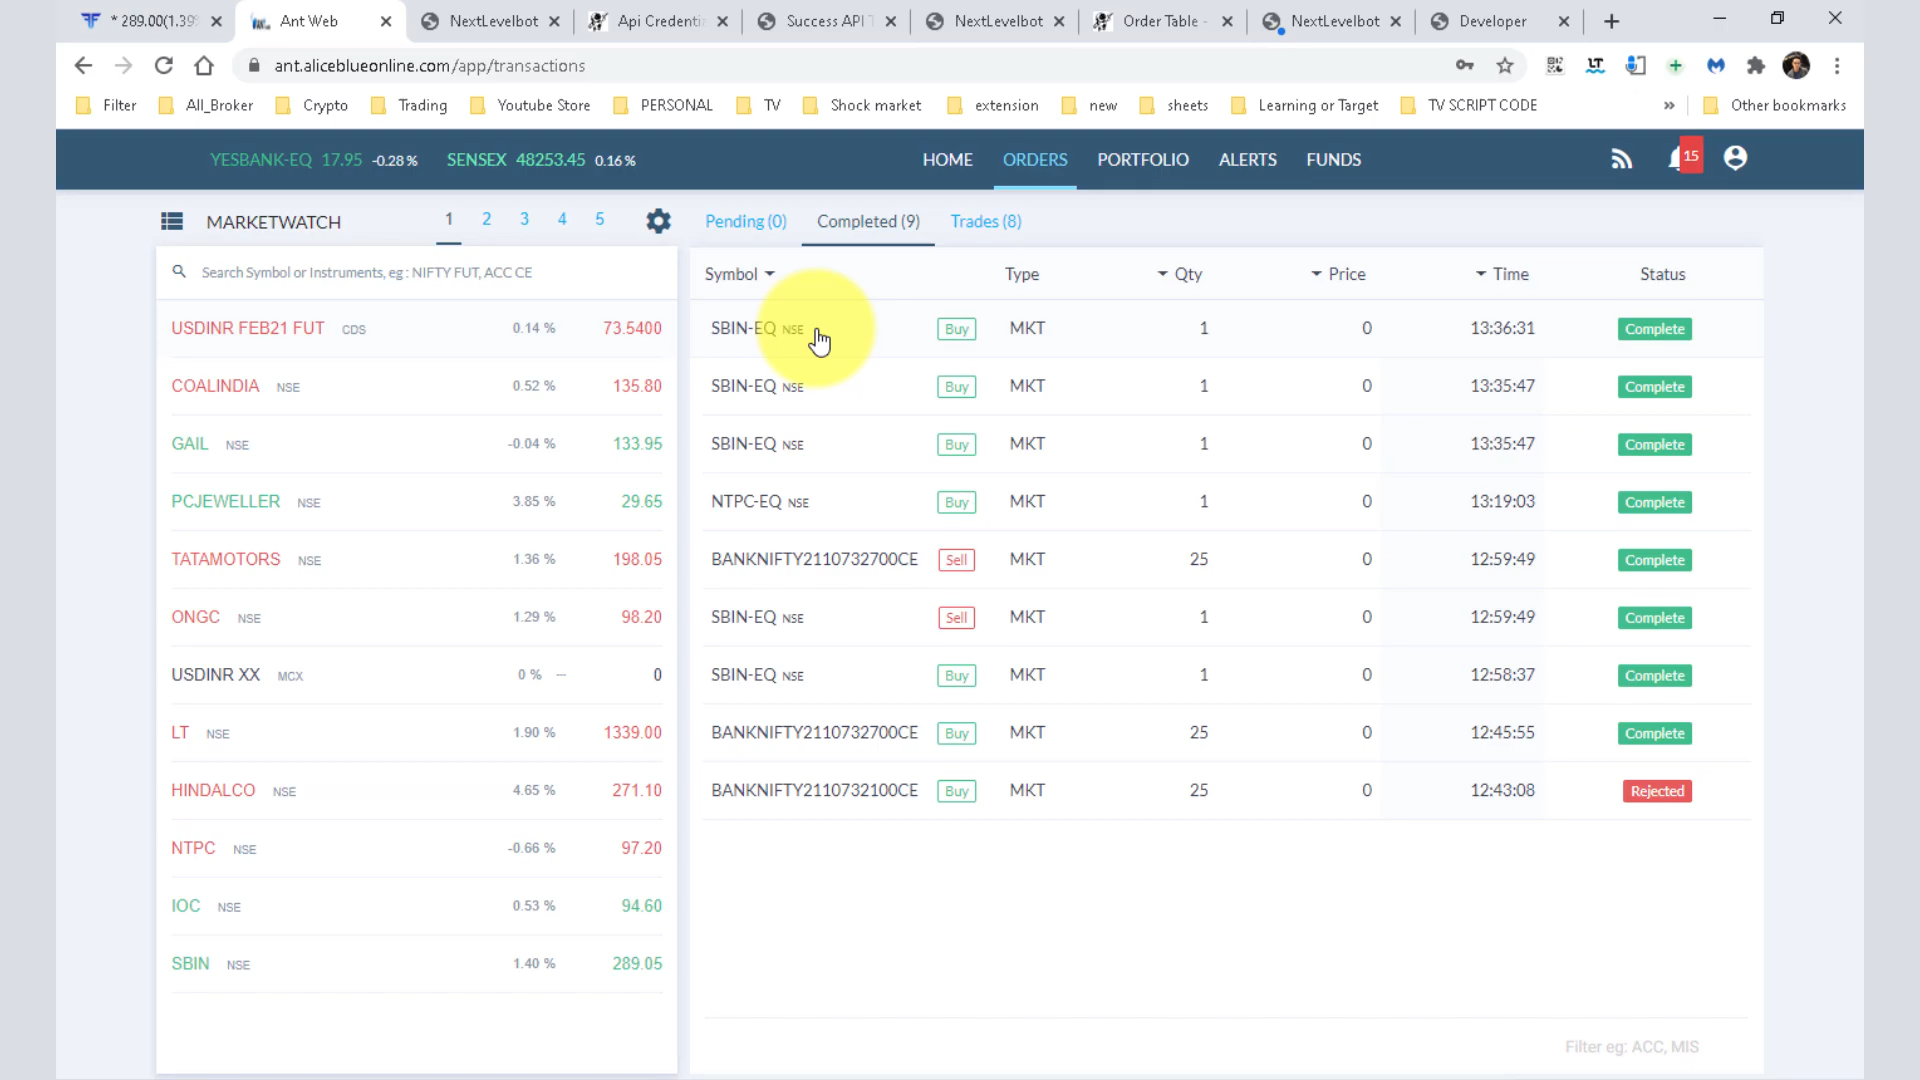 * 289.00(1.39
Ant Web
NextLevelbot
Api Credenti
Success API T
NextLevelbot
Order Table -
NextLevelbot
Developer
ant.aliceblueonline.com/app/transactions
Filter
All_Broker
Crypto
Trading
Youtube Store
PERSONAL
TV
Shock market
extension
new
sheets
Learning or Target
TV SCRIPT CODE
Other bookmarks
YESBANK-EQ 17.95 -0.28 %
SENSEX 48253.45 0.16 %
HOME
ORDERS
PORTFOLIO
ALERTS
FUNDS
15
MARKETWATCH
1 2 3 4 5
Pending (0)
Completed (9)
Trades (8)
Search Symbol or Instruments, eg : NIFTY FUT, ACC CE
USDINR FEB21 FUT CDS 0.14 % 73.5400
COALINDIA NSE 0.52 % 135.80
GAIL NSE -0.04 % 133.95
PCJEWELLER NSE 3.85 % 29.65
TATAMOTORS NSE 1.36 % 198.05
ONGC NSE 1.29 % 98.20
USDINR XX MCX 0 % -- 0
LT NSE 1.90 % 1339.00
HINDALCO NSE 4.65 % 271.10
NTPC NSE -0.66 % 97.20
IOC NSE 0.53 % 94.60
SBIN NSE 1.40 % 289.05
Symbol Type Qty Price Time Status
SBIN-EQ NSE Buy MKT 1 0 13:36:31 Complete
SBIN-EQ NSE Buy MKT 1 0 13:35:47 Complete
SBIN-EQ NSE Buy MKT 1 0 13:35:47 Complete
NTPC-EQ NSE Buy MKT 1 0 13:19:03 Complete
BANKNIFTY2110732700CE Sell MKT 25 0 12:59:49 Complete
SBIN-EQ NSE Sell MKT 1 0 12:59:49 Complete
SBIN-EQ NSE Buy MKT 1 0 12:58:37 Complete
BANKNIFTY2110732700CE Buy MKT 25 0 12:45:55 Complete
BANKNIFTY2110732100CE Buy MKT 25 0 12:43:08 Rejected
Filter eg: ACC, MIS